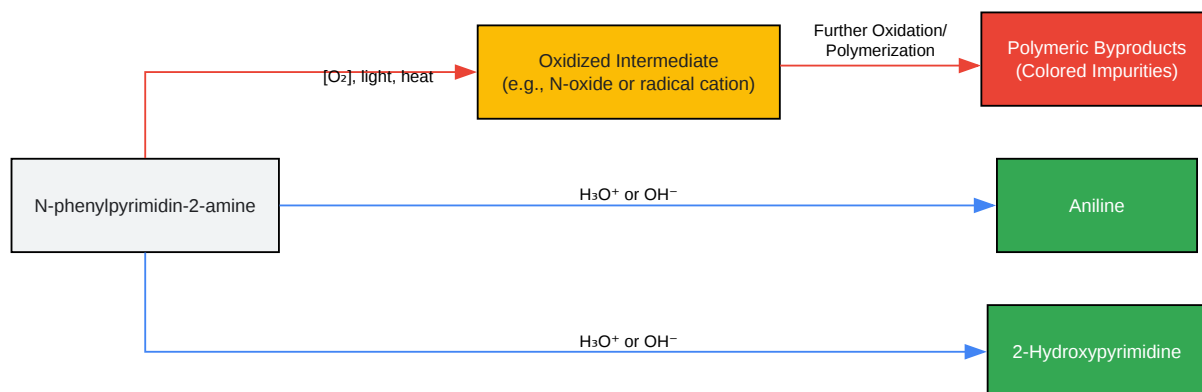 Further Oxidation/
Polymerization
Polymeric Byproducts
(Colored Impurities)
Oxidized Intermediate
(e.g., N-oxide or radical cation)
[O₂], light, heat
N-phenylpyrimidin-2-amine
H₃O⁺ or OH⁻
Aniline
H₃O⁺ or OH⁻
2-Hydroxypyrimidine